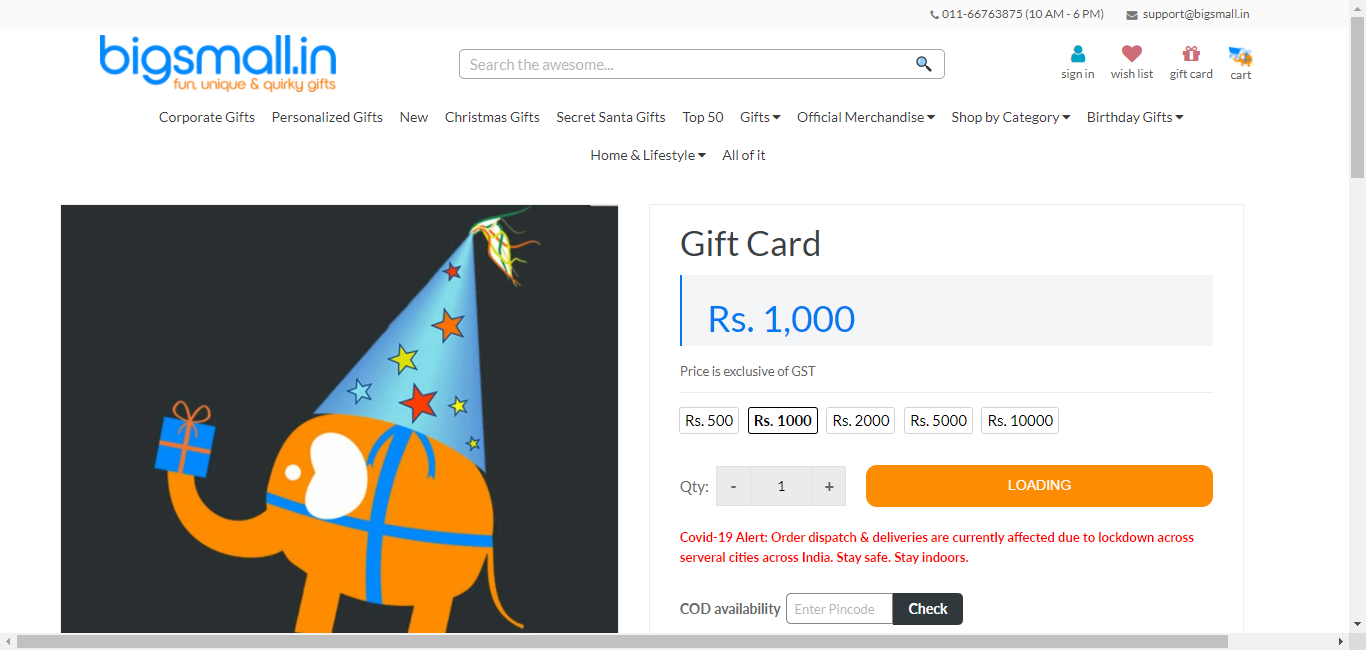 011-66763875 (10 AM - 6 PM) support@bigsmall.in
bigsmall.in
fun, unique & quirky gifts
Search the awesome...
sign in wish list gift card cart
Corporate Gifts Personalized Gifts New Christmas Gifts Secret Santa Gifts Top 50 Gifts Official Merchandise Shop by Category Birthday Gifts
Home & Lifestyle All of it
Gift Card
Rs. 1,000
Price is exclusive of GST
Rs. 500 Rs. 1000 Rs. 2000 Rs. 5000 Rs. 10000
Qty: - 1 + LOADING
Covid-19 Alert: Order dispatch & deliveries are currently affected due to lockdown across
serveral cities across India. Stay safe. Stay indoors.
COD availability Enter Pincode Check